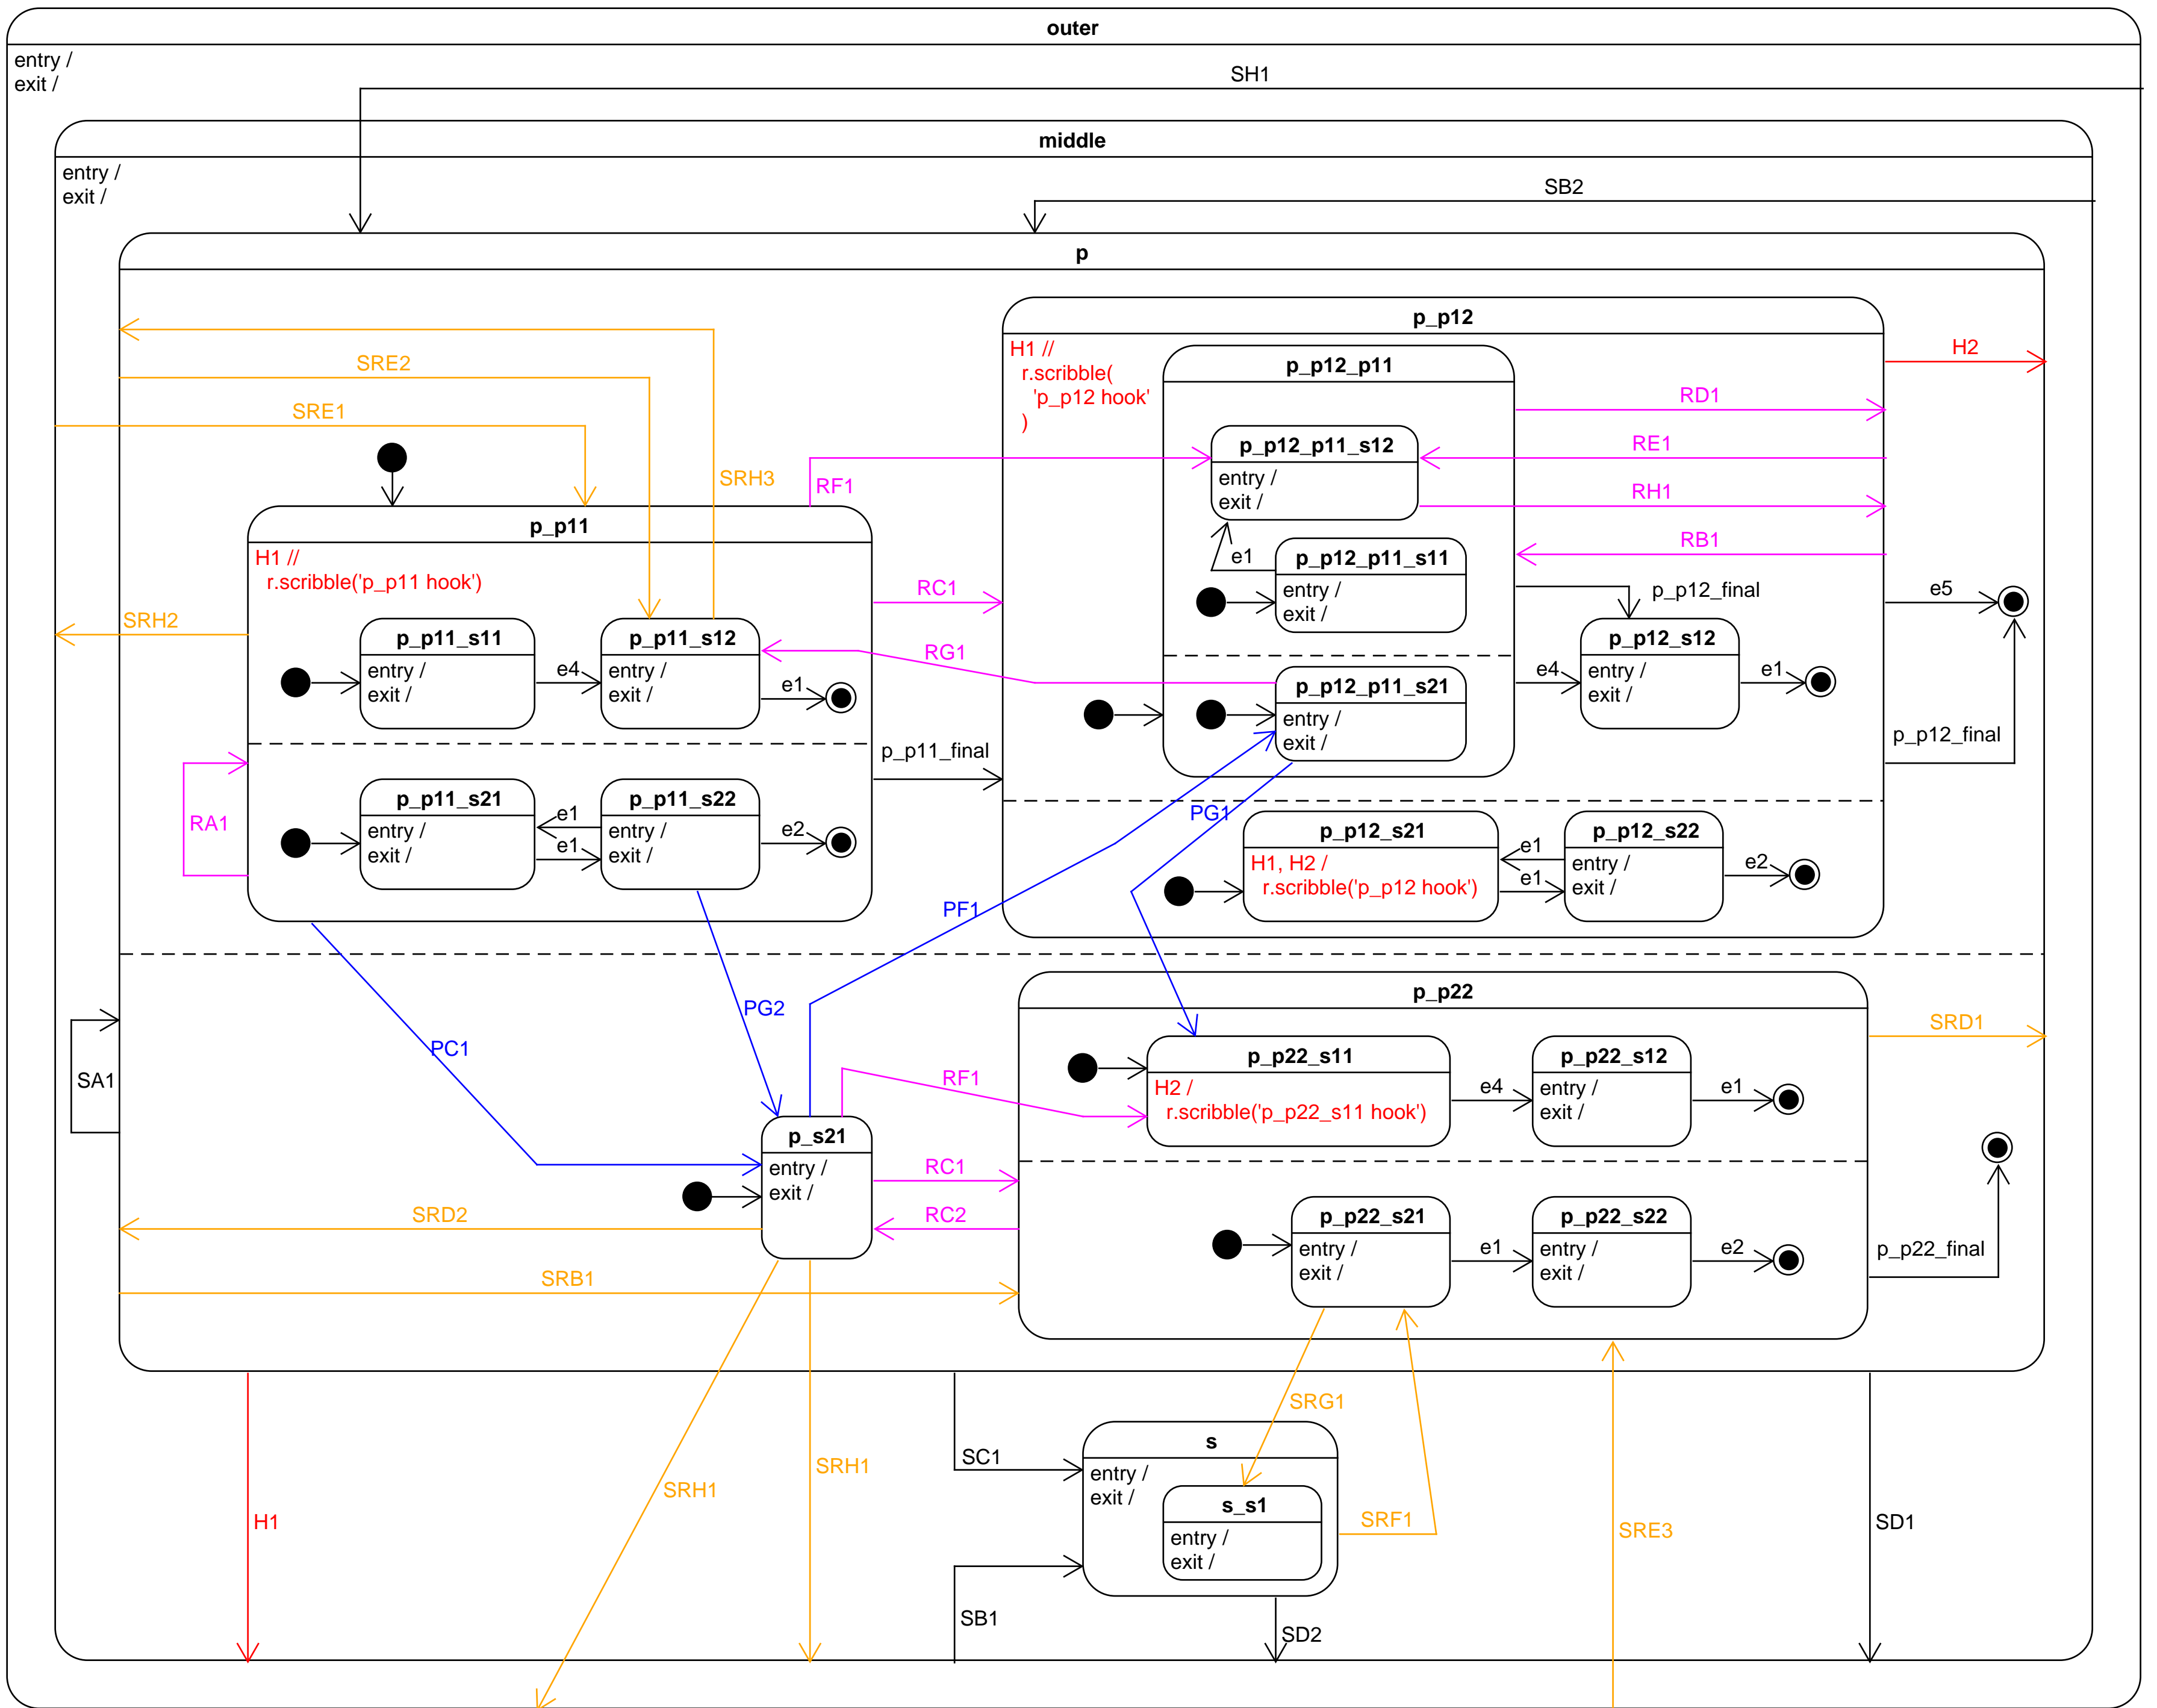 outer
entry /
exit /
SH1
middle
entry /
exit /
SB2
p
p_p12
H1 //
r.scribble(
'p_p12 hook'
)
p_p12_p11
H2
SRE2
RD1
SRE1
p_p12_p11_s12
entry /
exit /
RE1
SRH3
RF1
RH1
p_p11
H1 //
r.scribble('p_p11 hook')
RB1
e1
p_p12_p11_s11
entry /
exit /
RC1
p_p12_final
e5
SRH2
p_p11_s11
entry /
exit /
e4
p_p11_s12
entry /
exit /
e1
RG1
p_p12_p11_s21
entry /
exit /
e4
p_p12_s12
entry /
exit /
e1
p_p11_final
p_p12_final
RA1
p_p11_s21
entry /
exit /
e1
e1
p_p11_s22
entry /
exit /
e2
PG1
p_p12_s21
H1, H2 /
r.scribble('p_p12 hook')
e1
e1
p_p12_s22
entry /
exit /
e2
PF1
p_p22
PG2
PC1
SRD1
SA1
p_p22_s11
H2 /
r.scribble('p_p22_s11 hook')
e4
p_p22_s12
entry /
exit /
e1
RF1
p_s21
entry /
exit /
RC1
RC2
SRD2
p_p22_s21
entry /
exit /
e1
p_p22_s22
entry /
exit /
e2
p_p22_final
SRB1
SRG1
s
entry /
exit /
SC1
s_s1
entry /
exit /
SRF1
SRH1
SRH1
H1
SRE3
SD1
SB1
SD2